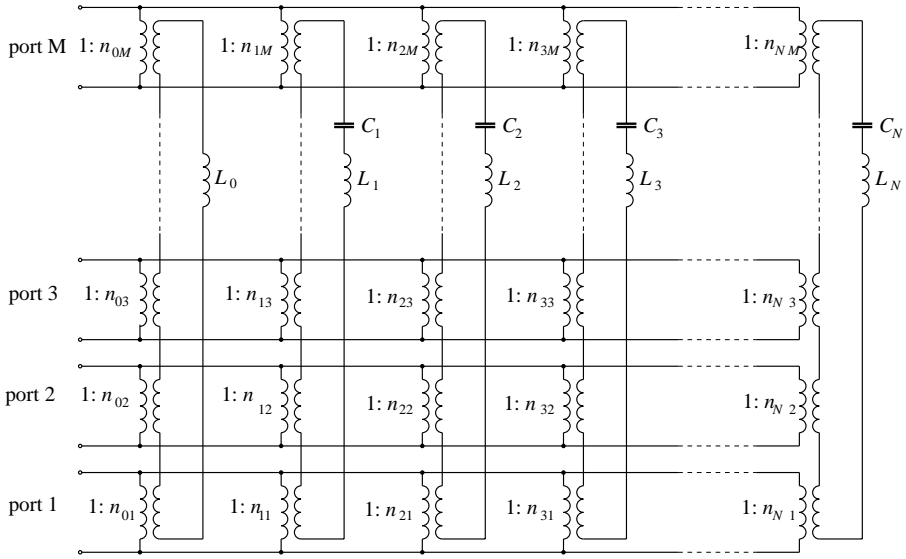 port M 1: n0M 1: n1M 1: n2M 1: n3M 1: nN M
C1 C2 C3 CN
L0 L1 L2 L3 LN
port 3 1: n03 1: n13 1: n23 1: n33 1: nN 3
port 2 1: n02 1: n 12 1: n22 1: n 32 1: nN 2
port 1 1: n01 1: n11 1: n21 1: n31 1: nN 1